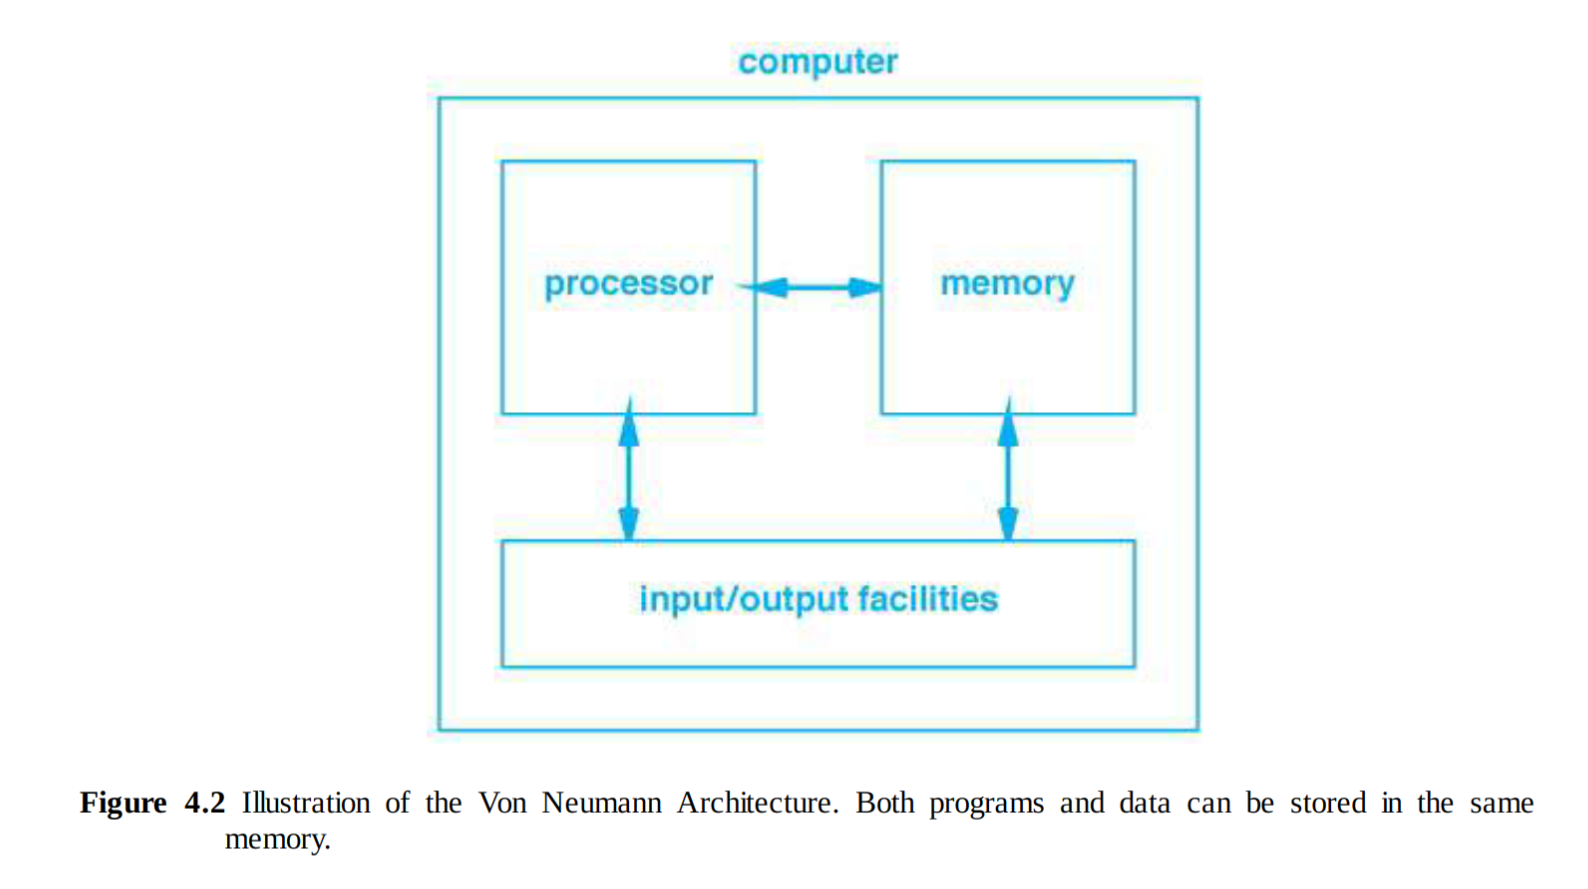 computer
processor
memory
input/output facilities
Figure 4.2 Illustration of the Von Neumann Architecture. Both programs and data can be stored in the same
memory.